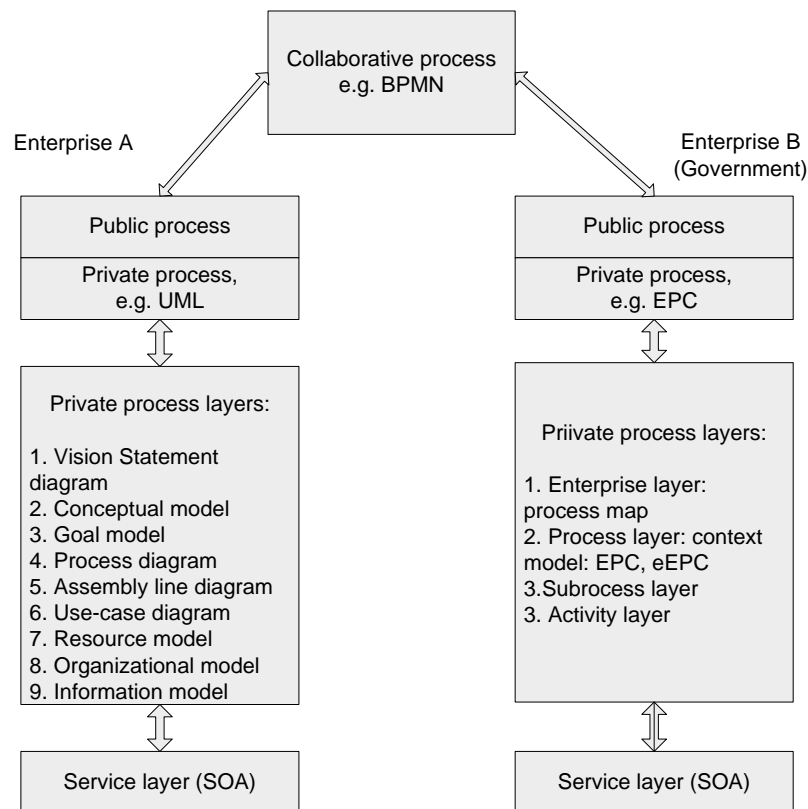 Collaborative process
e.g. BPMN
Enterprise A
Enterprise B
(Government)
Public process
Private process,
e.g. UML
Public process
Private process,
e.g. EPC
Private process layers:
1. Vision Statement
diagram
2. Conceptual model
3. Goal model
4. Process diagram
5. Assembly line diagram
6. Use-case diagram
7. Resource model
8. Organizational model
9. Information model
Priivate process layers:
1. Enterprise layer:
process map
2. Process layer: context
model: EPC, eEPC
3.Subrocess layer
3. Activity layer
Service layer (SOA)
Service layer (SOA)